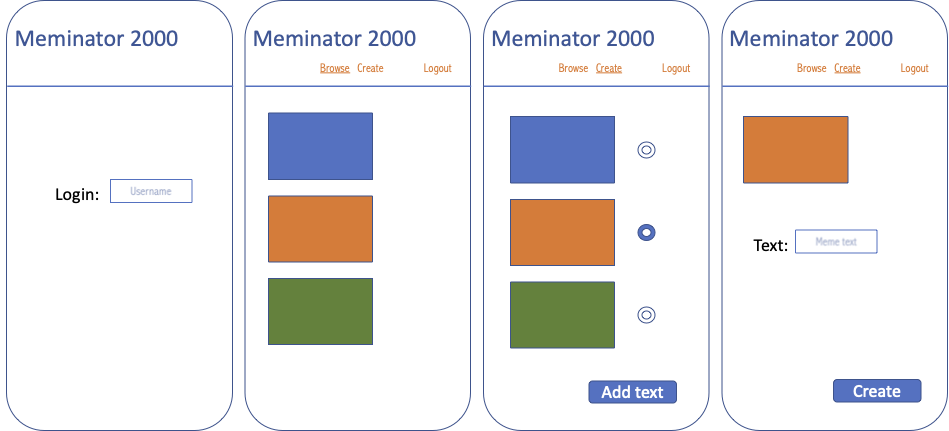 Meminator 2000
Login: Username
Meminator 2000
Browse Create Logout
Meminator 2000
Browse Create Logout
Add text
Meminator 2000
Browse Create Logout
Text: Meme text
Create